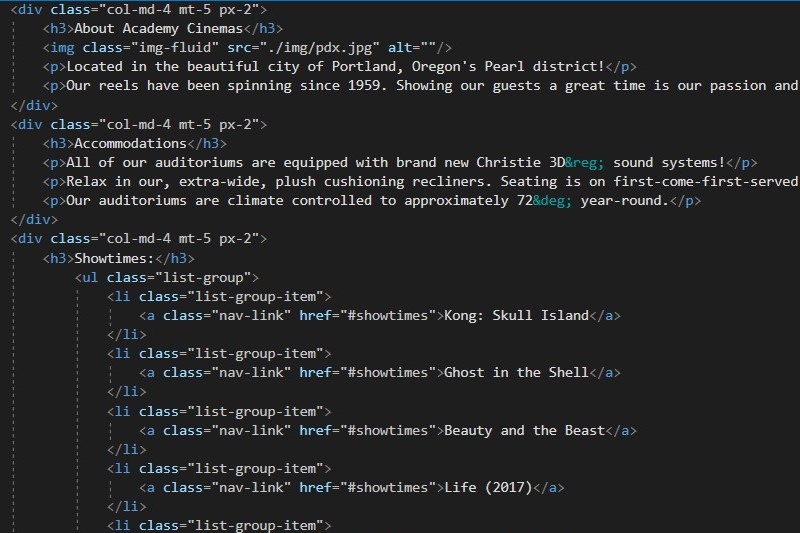 <div class="col-md-4 mt-5 px-2">
<h3>About Academy Cinemas</h3>
<img class="img-fluid" src="./img/pdx.jpg" alt=""/>
<p>Located in the beautiful city of Portland, Oregon's Pearl district!</p>
<p>Our reels have been spinning since 1959. Showing our guests a great time is our passion and
</div>
<div class="col-md-4 mt-5 px-2">
<h3>Accommodations</h3>
<p>All of our auditoriums are equipped with brand new Christie 3D&reg; sound systems!</p>
<p>Relax in our, extra-wide, plush cushioning recliners. Seating is on first-come-first-served
<p>Our auditoriums are climate controlled to approximately 72&deg; year-round.</p>
</div>
<div class="col-md-4 mt-5 px-2">
<h3>Showtimes:</h3>
<ul class="list-group">
<li class="list-group-item">
<a class="nav-link" href="#showtimes">Kong: Skull Island</a>
</li>
<li class="list-group-item">
<a class="nav-link" href="#showtimes">Ghost in the Shell</a>
</li>
<li class="list-group-item">
<a class="nav-link" href="#showtimes">Beauty and the Beast</a>
</li>
<li class="list-group-item">
<a class="nav-link" href="#showtimes">Life (2017)</a>
</li>
<li class="list-group-item">